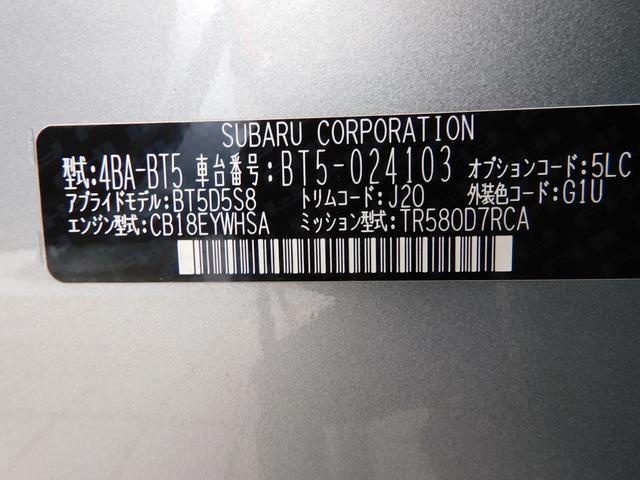 SUBARU CORPORATION
型式:4BA-BT5 車台番号:BT5-024103 オプションコード:5LC
アプライドモデル:BT5D5S8 トリムコード:J20 外装色コード:G1U
エンジン型式:CB18EYWHSA ミッション型式:TR580D7RCA